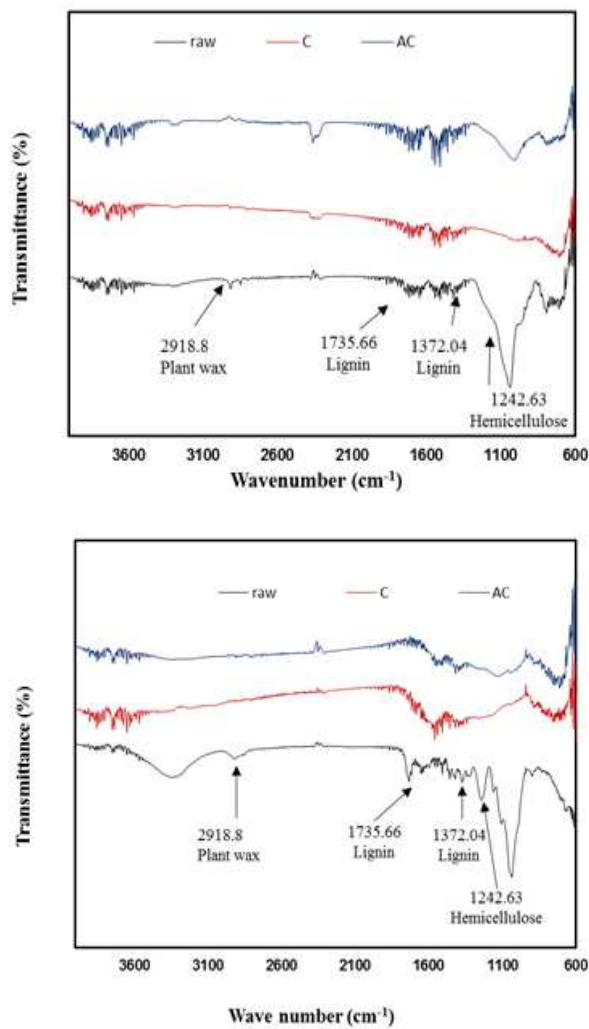 raw C AC
Transmittance (%)
2918.8
Plant wax
1735.66
Lignin
1372.04
Lignin
1242.63
Hemicellulose
3600 3100 2600 2100 1600 1100 600
Wavenumber (cm-1)
raw C AC
Transmittance (%)
2918.8
Plant wax
1735.66
Lignin
1372.04
Lignin
1242.63
Hemicellulose
3600 3100 2600 2100 1600 1100 600
Wave number (cm-1)